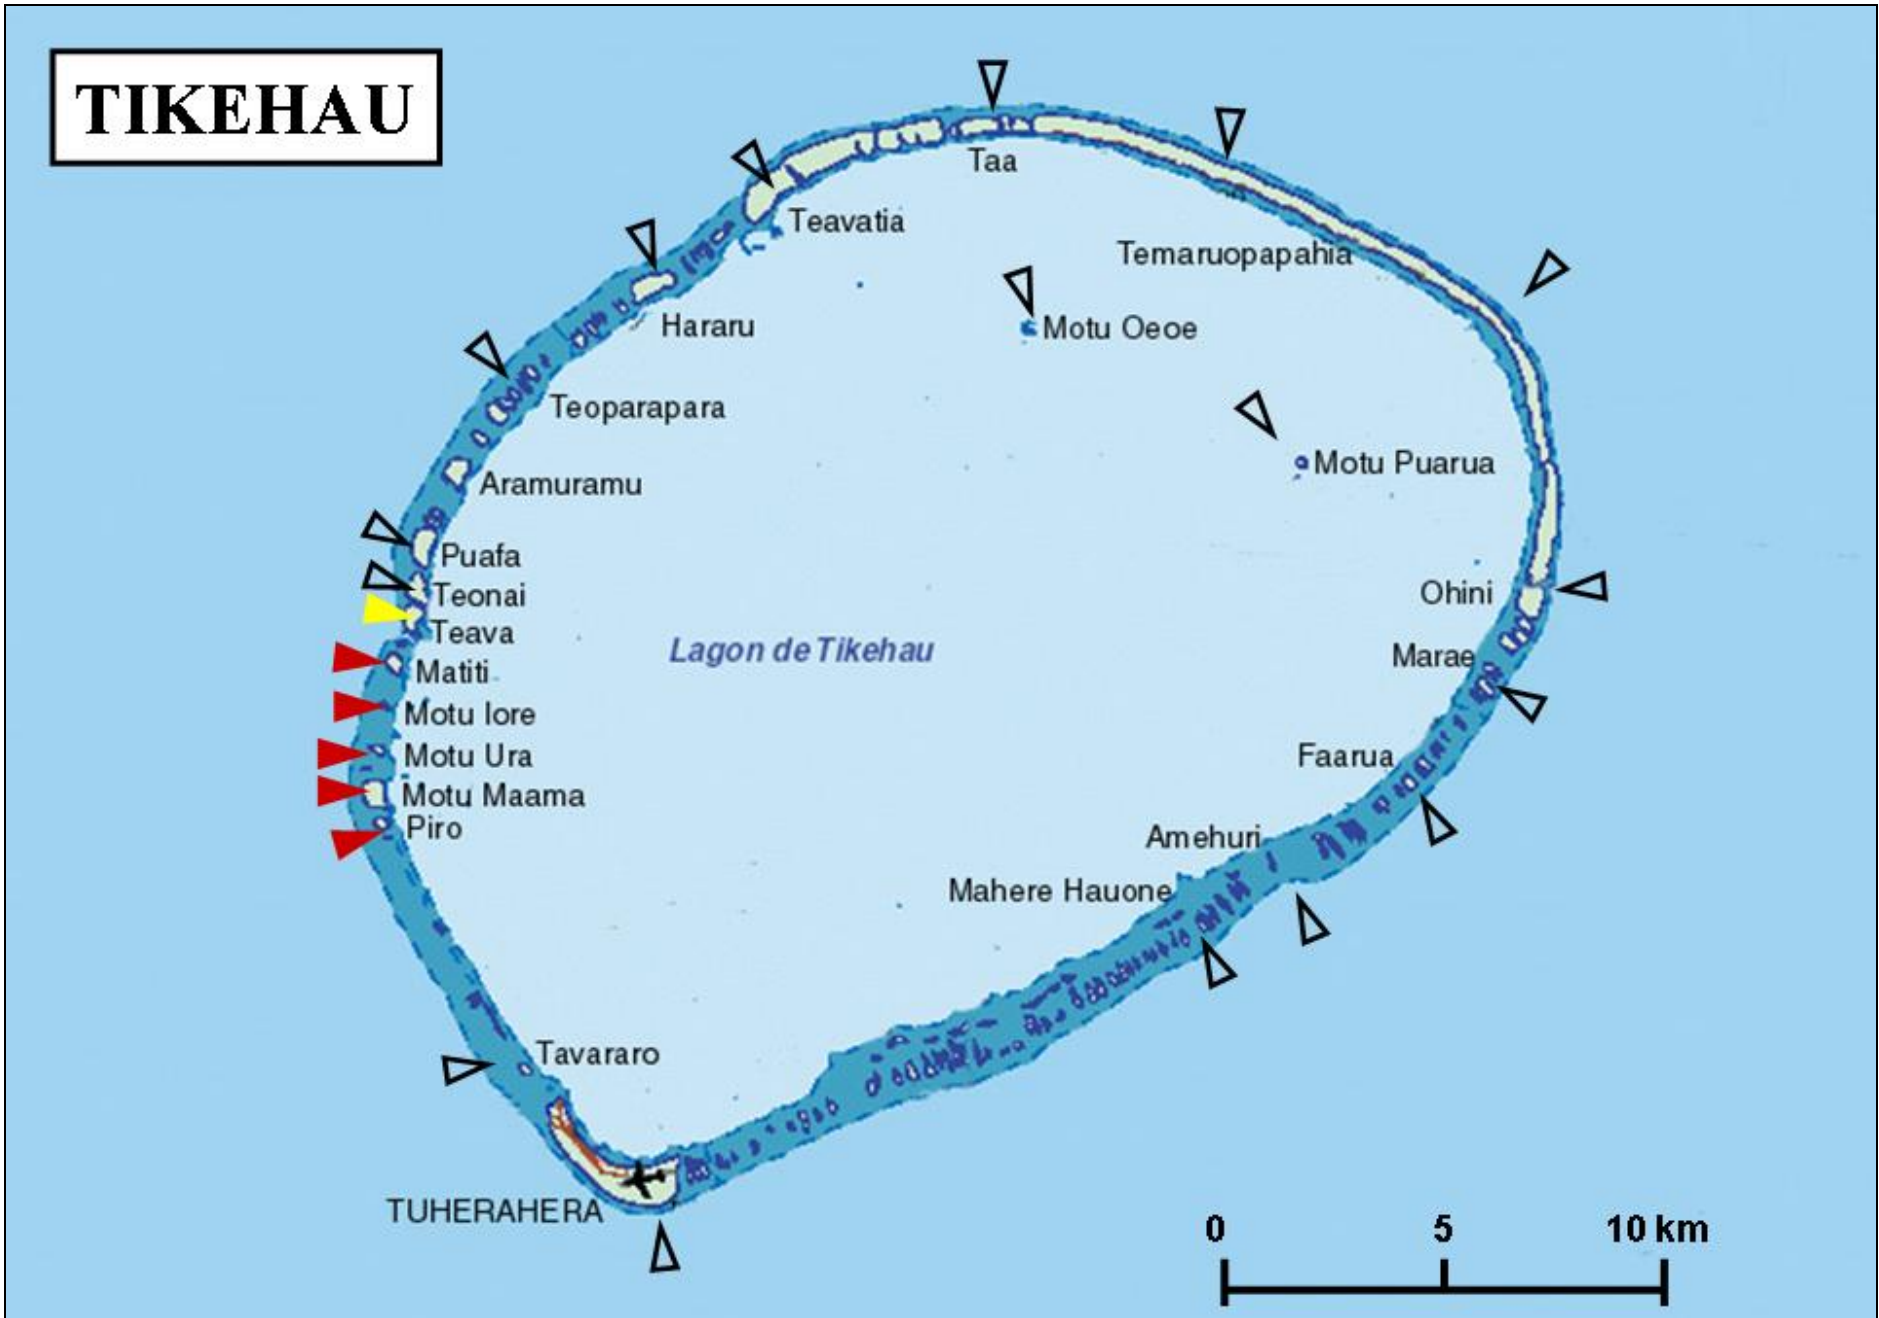 TIKEHAU
Taa
Teavatia
Temaruopapahia
Hararu
Motu Oeoe
Teoparapara
Motu Puarua
Aramuramu
Puafa
Teonai
Ohini
Teava
Lagon de Tikehau
Marae
Matiti
Motu Iore
Motu Ura
Faarua
Motu Maama
Piro
Amehuri
Mahere Hauone
Tavararo
TUHERAHERA
0 5 10 km